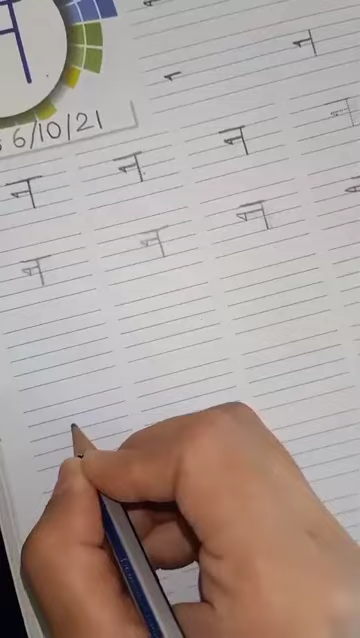 न
न
6/10/21
न न न न
न न न